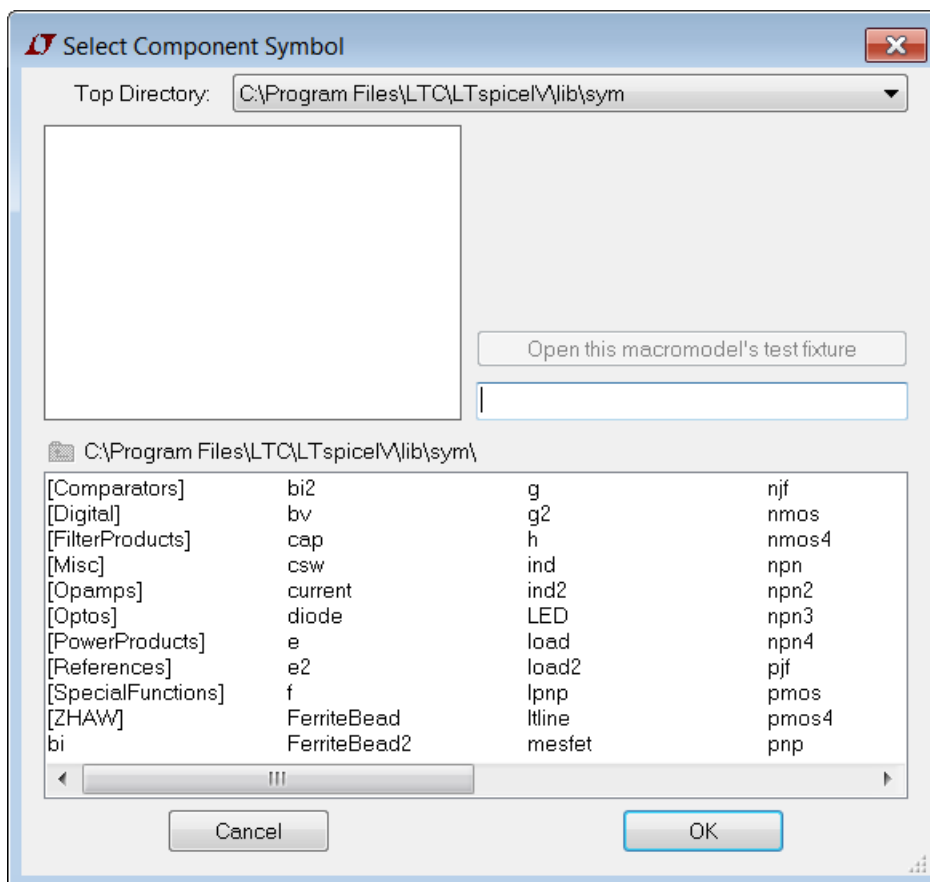 Select Component Symbol
Top Directory: C:\Program Files\LTC\LTspiceIV\lib\sym
Open this macromodel's test fixture
C:\Program Files\LTC\LTspiceIV\lib\sym\
[Comparators] bi2 g njf
[Digital] bv g2 nmos
[FilterProducts] cap h nmos4
[Misc] csw ind npn
[Opamps] current ind2 npn2
[Optos] diode LED npn3
[PowerProducts] e load npn4
[References] e2 load2 pjf
[SpecialFunctions] f lpnp pmos
[ZHAW] FerriteBead ltline pmos4
bi FerriteBead2 mesfet pnp
Cancel OK